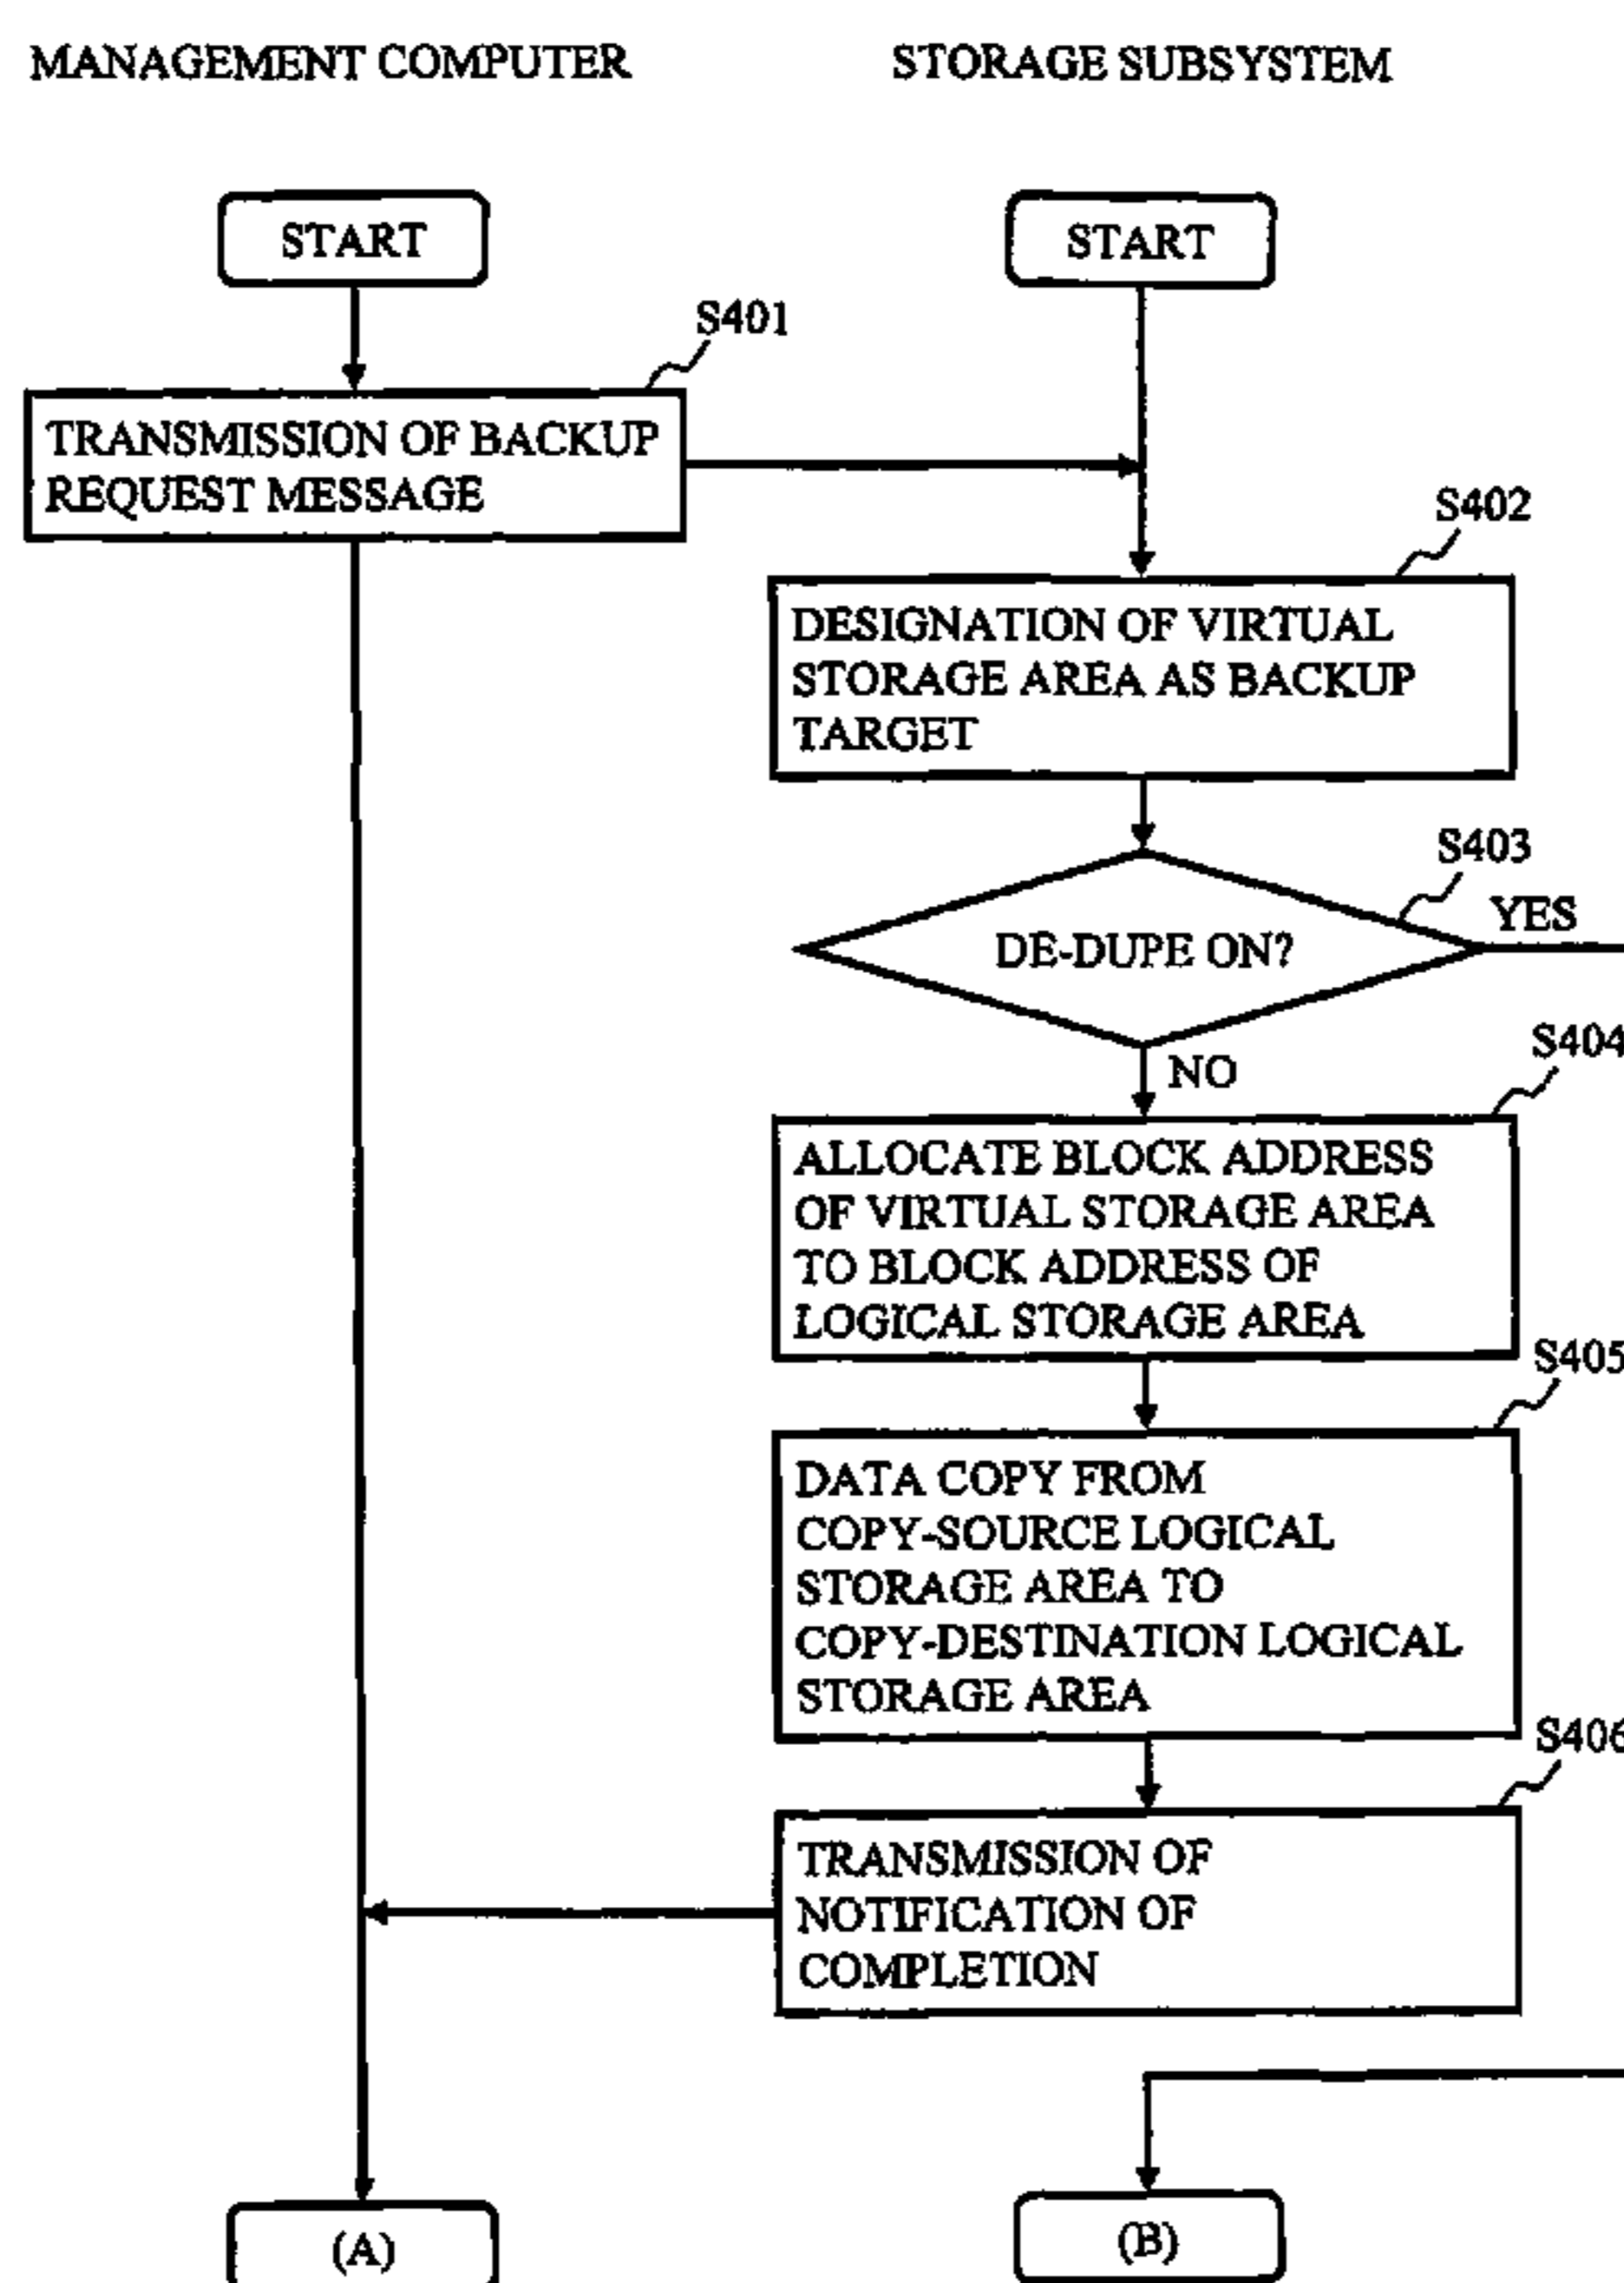 MANAGEMENT COMPUTER
STORAGE SUBSYSTEM
START
START
S401
TRANSMISSION OF BACKUP
REQUEST MESSAGE
S402
DESIGNATION OF VIRTUAL
STORAGE AREA AS BACKUP
TARGET
S403
DE-DUPE ON?
YES
NO
S404
ALLOCATE BLOCK ADDRESS
OF VIRTUAL STORAGE AREA
TO BLOCK ADDRESS OF
LOGICAL STORAGE AREA
S405
DATA COPY FROM
COPY-SOURCE LOGICAL
STORAGE AREA TO
COPY-DESTINATION LOGICAL
STORAGE AREA
S406
TRANSMISSION OF
NOTIFICATION OF
COMPLETION
(A)
(B)